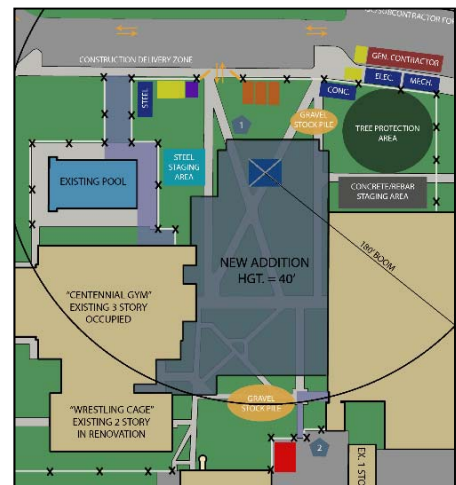 SUBCONTRACTOR FOR
CONSTRUCTION DELIVERY ZONE
GEN. CONTRACTOR
ELEC.
MECH.
CONC.
STEEL
1
GRAVEL
STOCK PILE
TREE PROTECTION
AREA
STEEL
STAGING
AREA
EXISTING POOL
CONCRETE/REBAR
STAGING AREA
180' BOOM
NEW ADDITION
HGT. = 40'
"CENTENNIAL GYM"
EXISTING 3 STORY
OCCUPIED
GRAVEL
STOCK PILE
"WRESTLING CAGE"
EXISTING 2 STORY
IN RENOVATION
2
EX. 1 STO